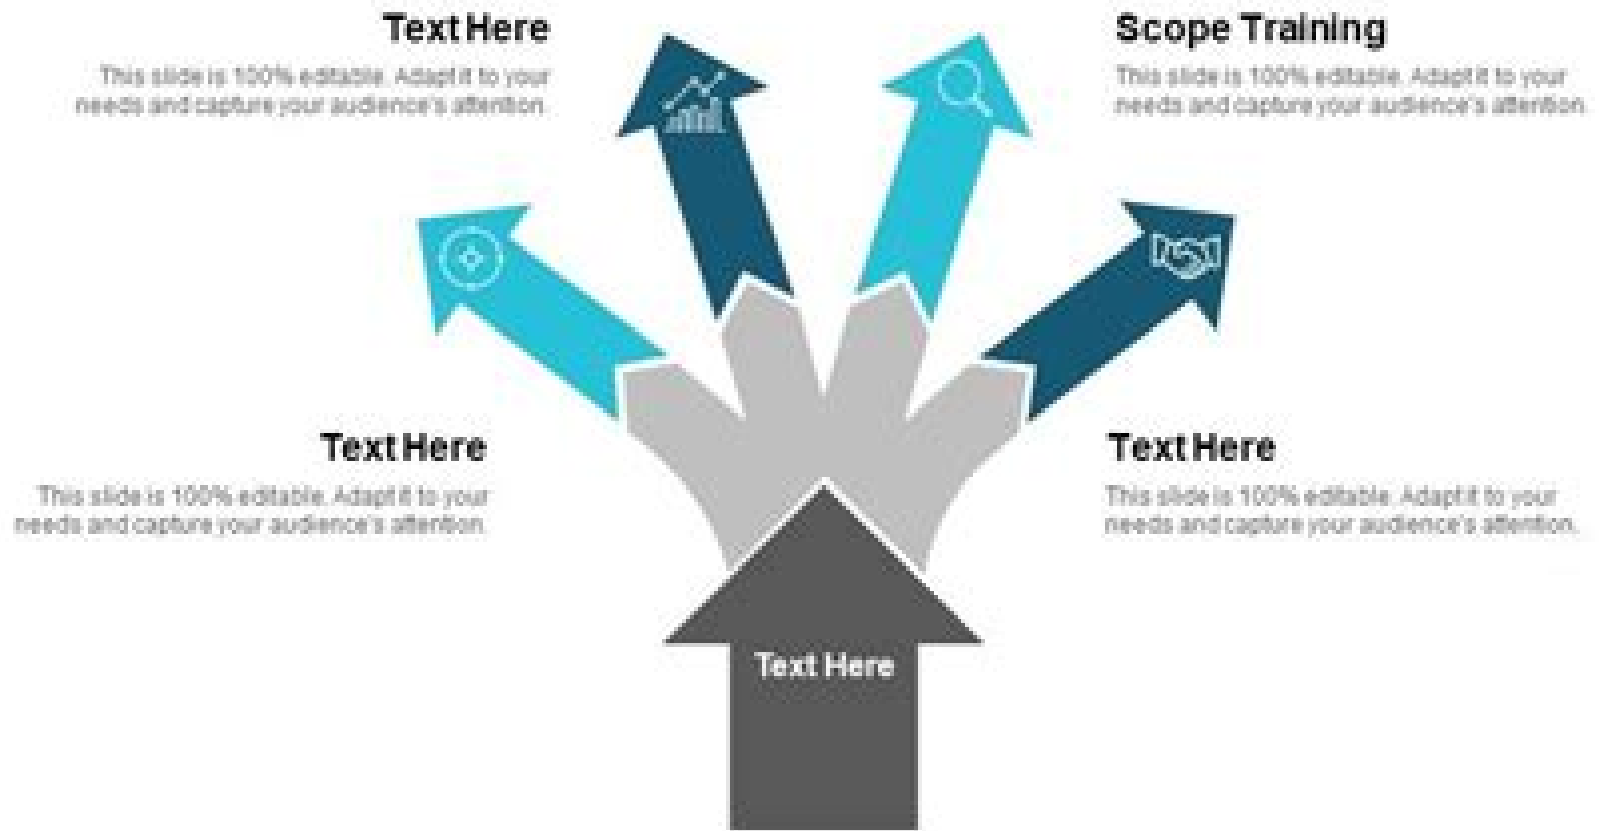 Text Here
This slide is 100% editable. Adapt it to your
needs and capture your audience's attention.
Scope Training
This slide is 100% editable. Adapt it to your
needs and capture your audience's attention.
Text Here
This slide is 100% editable. Adapt it to your
needs and capture your audience's attention.
Text Here
This slide is 100% editable. Adapt it to your
needs and capture your audience's attention.
Text Here